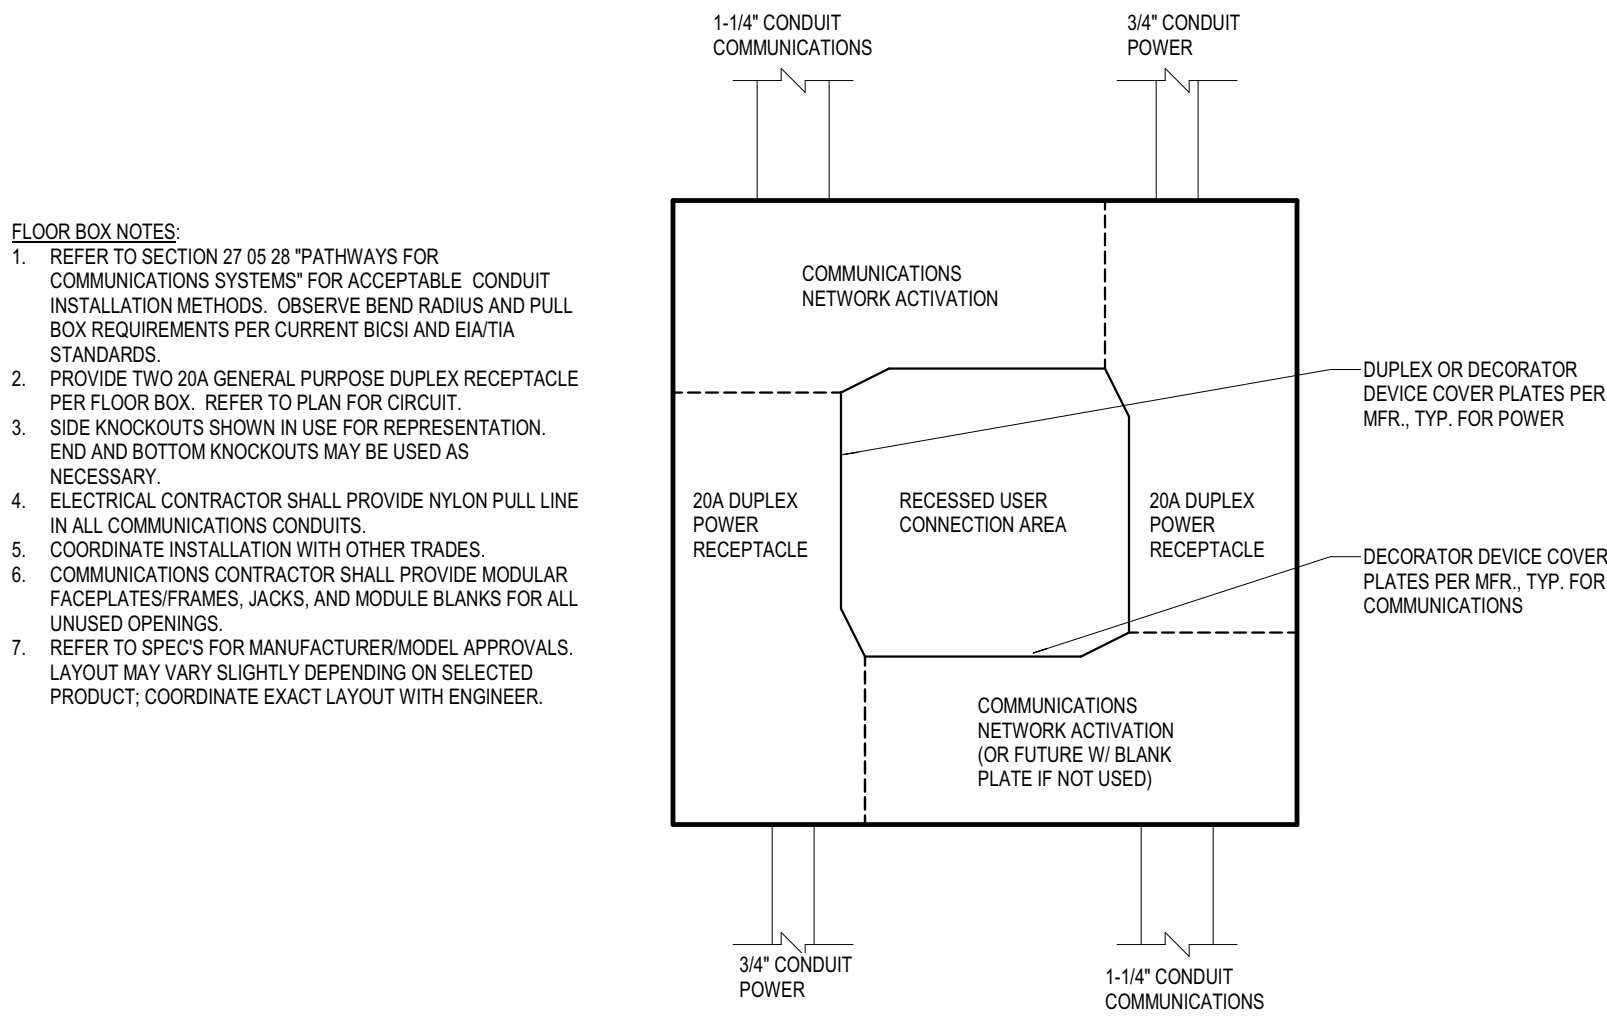 1-1/4" CONDUIT
COMMUNICATIONS
3/4" CONDUIT
POWER
FLOOR BOX NOTES:
1. REFER TO SECTION 27 05 28 "PATHWAYS FOR
COMMUNICATIONS SYSTEMS" FOR ACCEPTABLE CONDUIT
INSTALLATION METHODS. OBSERVE BEND RADIUS AND PULL
BOX REQUIREMENTS PER CURRENT BICSI AND EIA/TIA
STANDARDS.
2. PROVIDE TWO 20A GENERAL PURPOSE DUPLEX RECEPTACLE
PER FLOOR BOX. REFER TO PLAN FOR CIRCUIT.
3. SIDE KNOCKOUTS SHOWN IN USE FOR REPRESENTATION.
END AND BOTTOM KNOCKOUTS MAY BE USED AS
NECESSARY.
4. ELECTRICAL CONTRACTOR SHALL PROVIDE NYLON PULL LINE
IN ALL COMMUNICATIONS CONDUITS.
5. COORDINATE INSTALLATION WITH OTHER TRADES.
6. COMMUNICATIONS CONTRACTOR SHALL PROVIDE MODULAR
FACEPLATES/FRAMES, JACKS, AND MODULE BLANKS FOR ALL
UNUSED OPENINGS.
7. REFER TO SPEC'S FOR MANUFACTURER/MODEL APPROVALS.
LAYOUT MAY VARY SLIGHTLY DEPENDING ON SELECTED
PRODUCT; COORDINATE EXACT LAYOUT WITH ENGINEER.
COMMUNICATIONS
NETWORK ACTIVATION
DUPLEX OR DECORATOR
DEVICE COVER PLATES PER
MFR., TYP. FOR POWER
20A DUPLEX
POWER
RECEPTACLE
RECESSED USER
CONNECTION AREA
20A DUPLEX
POWER
RECEPTACLE
DECORATOR DEVICE COVER
PLATES PER MFR., TYP. FOR
COMMUNICATIONS
COMMUNICATIONS
NETWORK ACTIVATION
(OR FUTURE W/ BLANK
PLATE IF NOT USED)
3/4" CONDUIT
POWER
1-1/4" CONDUIT
COMMUNICATIONS